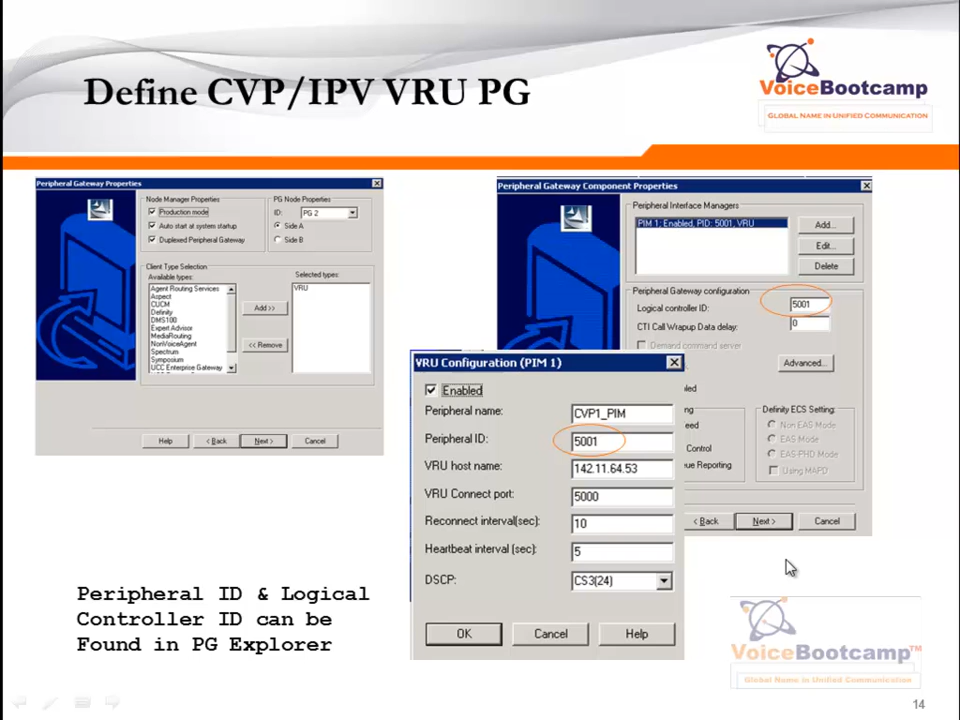 Define CVP/IPV VRU PG
VoiceBootcamp
GLOBAL NAME IN UNIFIED COMMUNICATION
Peripheral Gateway Properties
Node Manager Properties
Production mode
Auto start at system startup
Duplexed Peripheral Gateway
PG Node Properties
ID: PG 2
Side A
Side B
Client Type Selection
Available types:
Agent Routing Services
Aspect
CUCM
Definity
DMS100
Expert Advisor
MediaRouting
NonVoiceAgent
Spectrum
Symposium
UCC Enterprise Gateway
Add >>
<< Remove
Selected types:
VRU
Help
< Back
Next >
Cancel
Peripheral Gateway Component Properties
Peripheral Interface Managers
PIM 1, Enabled, PID: 5001, VRU
Add...
Edit...
Delete
Peripheral Gateway configuration
Logical controller ID: 5001
CTI Call Wrapup Data delay: 0
Demand command server
Advanced...
Control
Definity ECS Setting:
Non EAS Mode
EAS Mode
EAS-PHD Mode
Using MAPD
< Back
Next >
Cancel
VRU Configuration (PIM 1)
Enabled
Peripheral name: CVP1_PIM
Peripheral ID: 5001
VRU host name: 142.11.64.53
VRU Connect port: 5000
Reconnect interval(sec): 10
Heartbeat interval (sec): 5
DSCP: CS3(24)
OK
Cancel
Help
Peripheral ID & Logical
Controller ID can be
Found in PG Explorer
VoiceBootcamp™
Global Name in Unified Communication
14